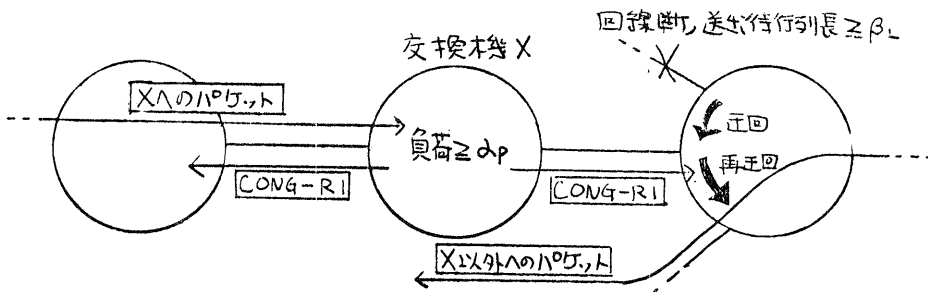 回線断, 送出待行列長≧βL
交換機X
Xへのパケット
迂回
負荷≧αp
再迂回
CONG-RI
CONG-RI
X以外へのパケット